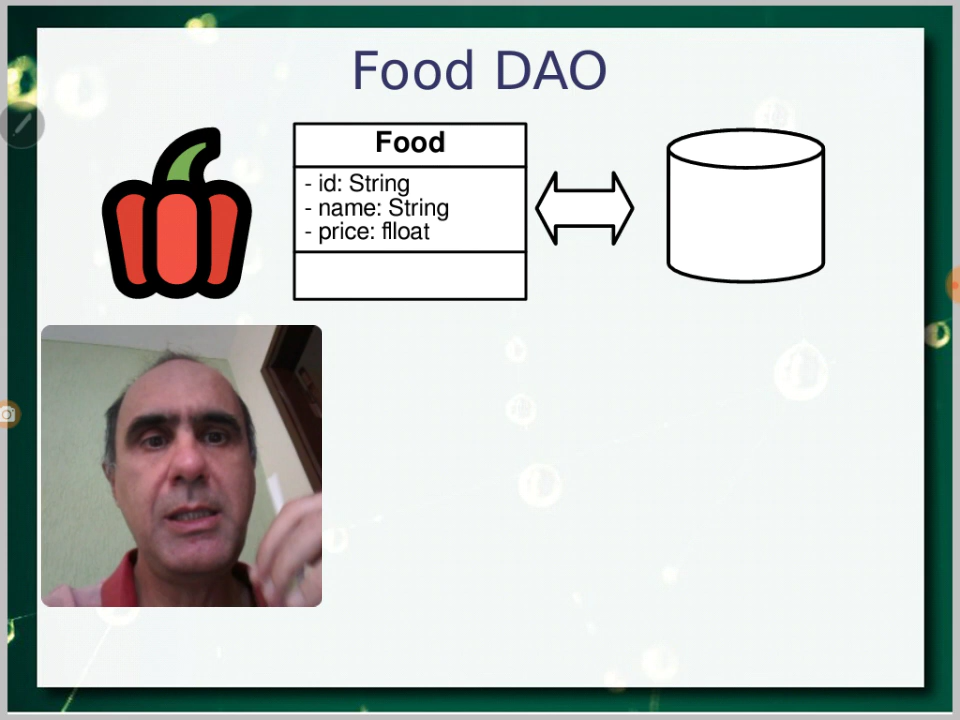 Food DAO
Food
- id: String
- name: String
- price: flloat